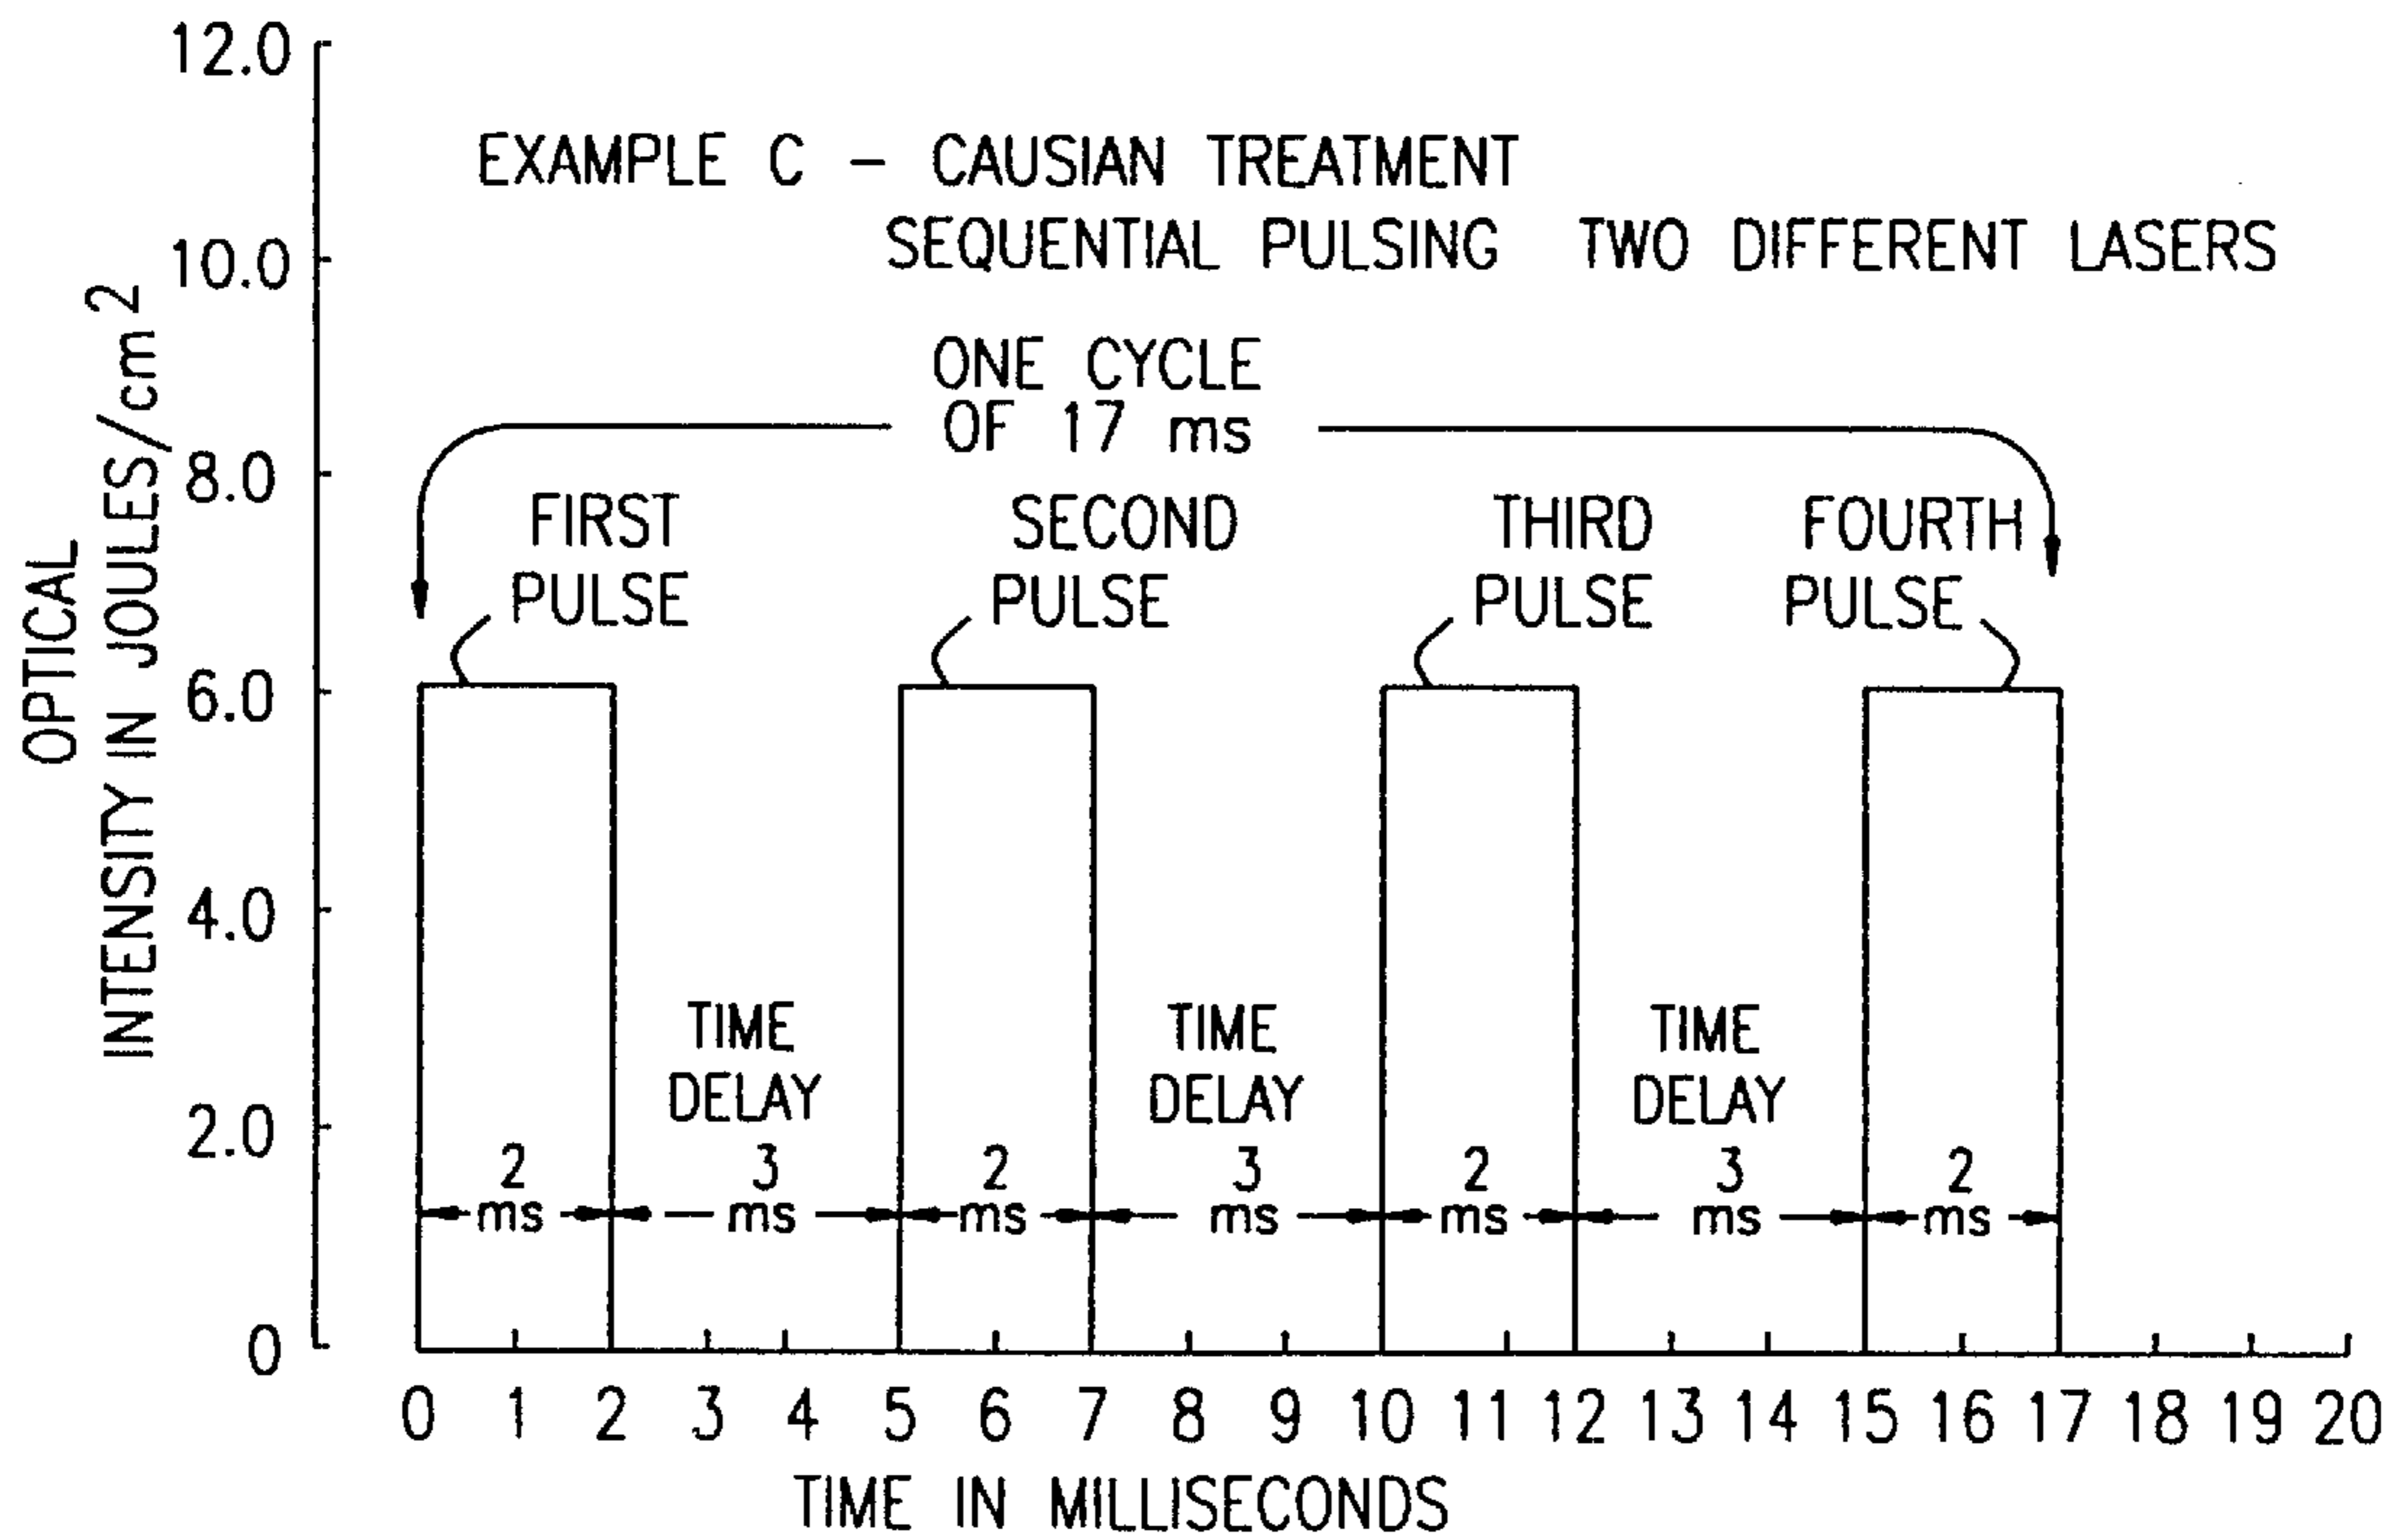 12.0
10.0
8.0
6.0
4.0
2.0
0
OPTICAL
INTENSITY IN JOULES/cm²
EXAMPLE C – CAUSIAN TREATMENT
SEQUENTIAL PULSING TWO DIFFERENT LASERS
ONE CYCLE
OF 17 ms
FIRST
PULSE
SECOND
PULSE
THIRD
PULSE
FOURTH
PULSE
TIME
DELAY
TIME
DELAY
TIME
DELAY
2
ms
3
ms
2
ms
3
ms
2
ms
3
ms
2
ms
0 1 2 3 4 5 6 7 8 9 10 11 12 13 14 15 16 17 18 19 20
TIME IN MILLISECONDS